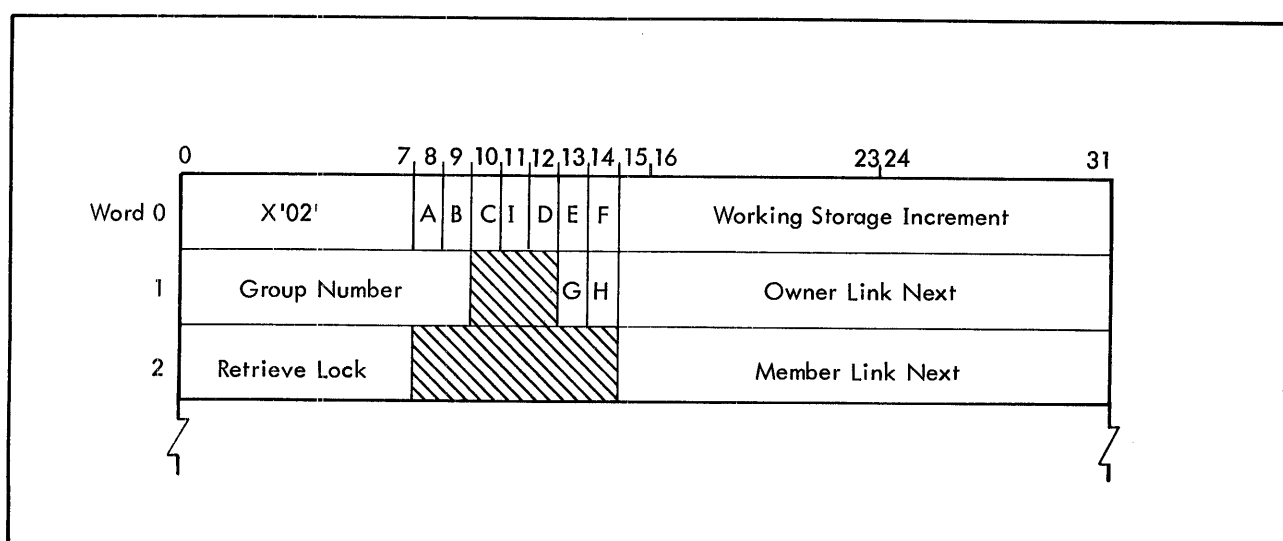 0 7 8 9 10 11 12 13 14 15 16 23 24 31
Word 0 X'02' A B C I D E F Working Storage Increment
1 Group Number G H Owner Link Next
2 Retrieve Lock Member Link Next